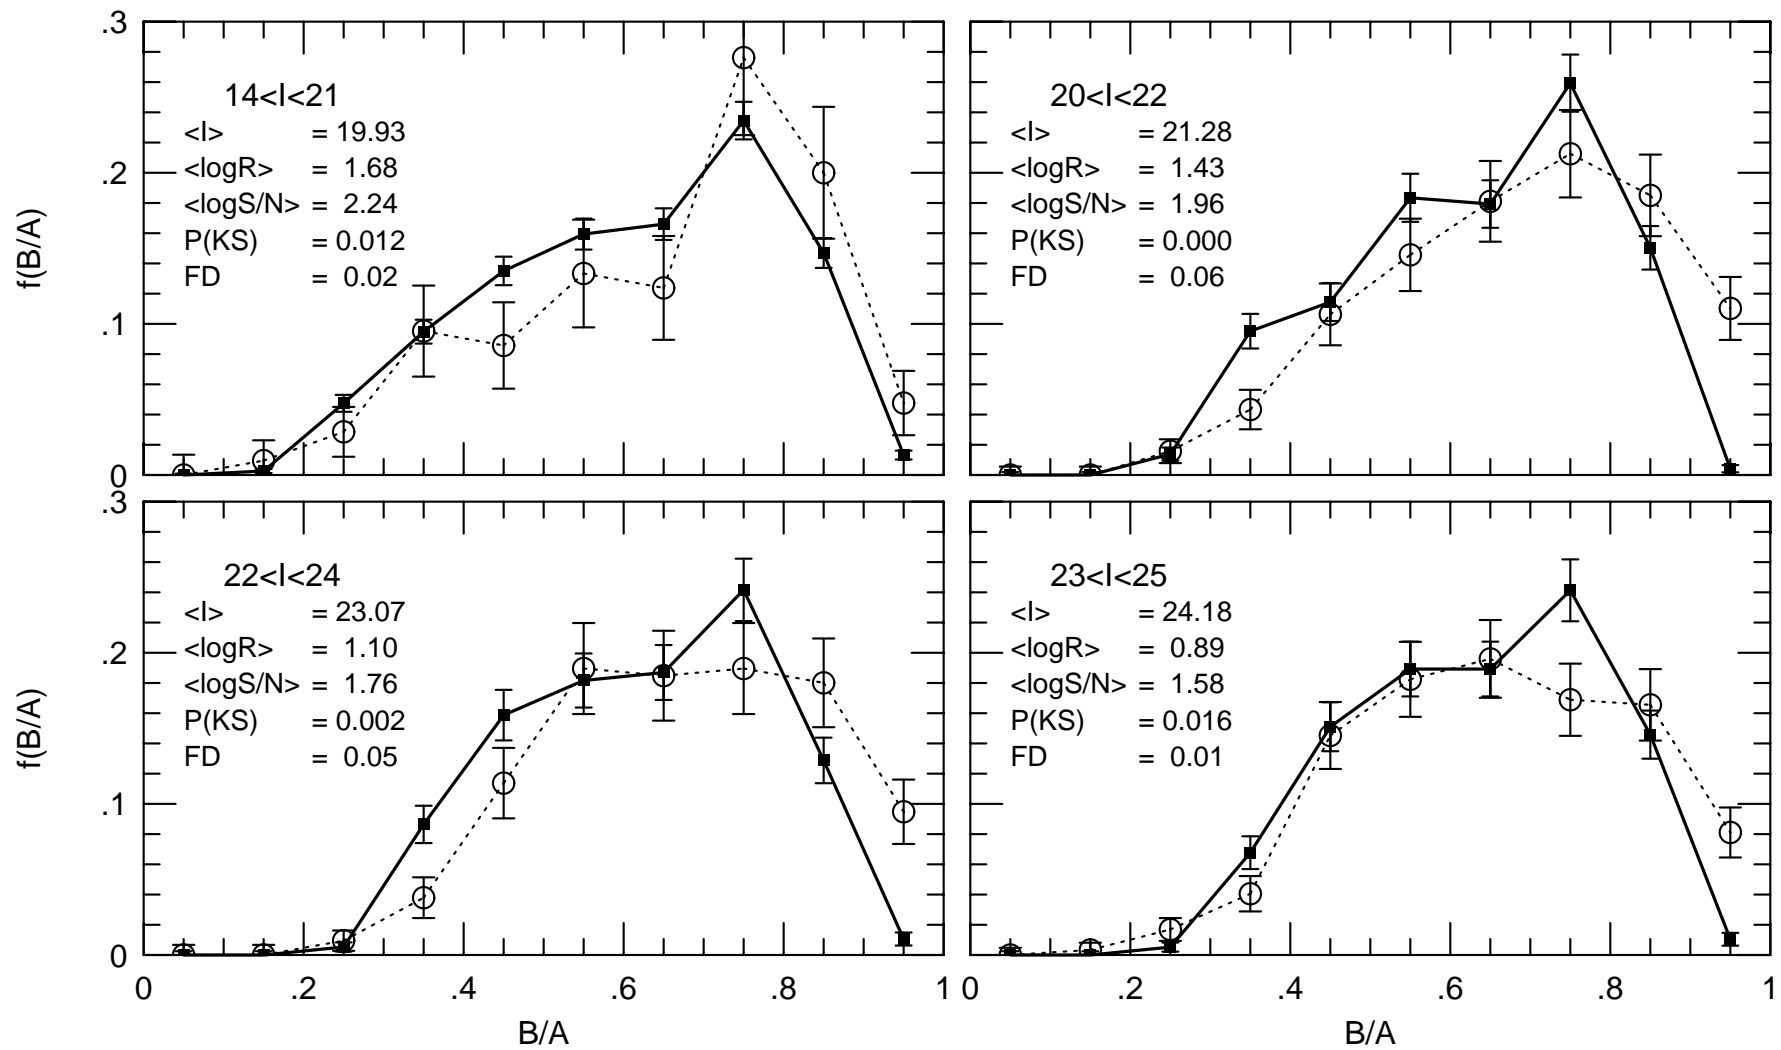 .3
.2
.1
0
f(B/A)
14<I<21
<I> = 19.93
<logR> = 1.68
<logS/N> = 2.24
P(KS) = 0.012
FD = 0.02
20<I<22
<I> = 21.28
<logR> = 1.43
<logS/N> = 1.96
P(KS) = 0.000
FD = 0.06
.3
.2
.1
0
f(B/A)
22<I<24
<I> = 23.07
<logR> = 1.10
<logS/N> = 1.76
P(KS) = 0.002
FD = 0.05
23<I<25
<I> = 24.18
<logR> = 0.89
<logS/N> = 1.58
P(KS) = 0.016
FD = 0.01
0 .2 .4 .6 .8 1 0 .2 .4 .6 .8 1
B/A B/A